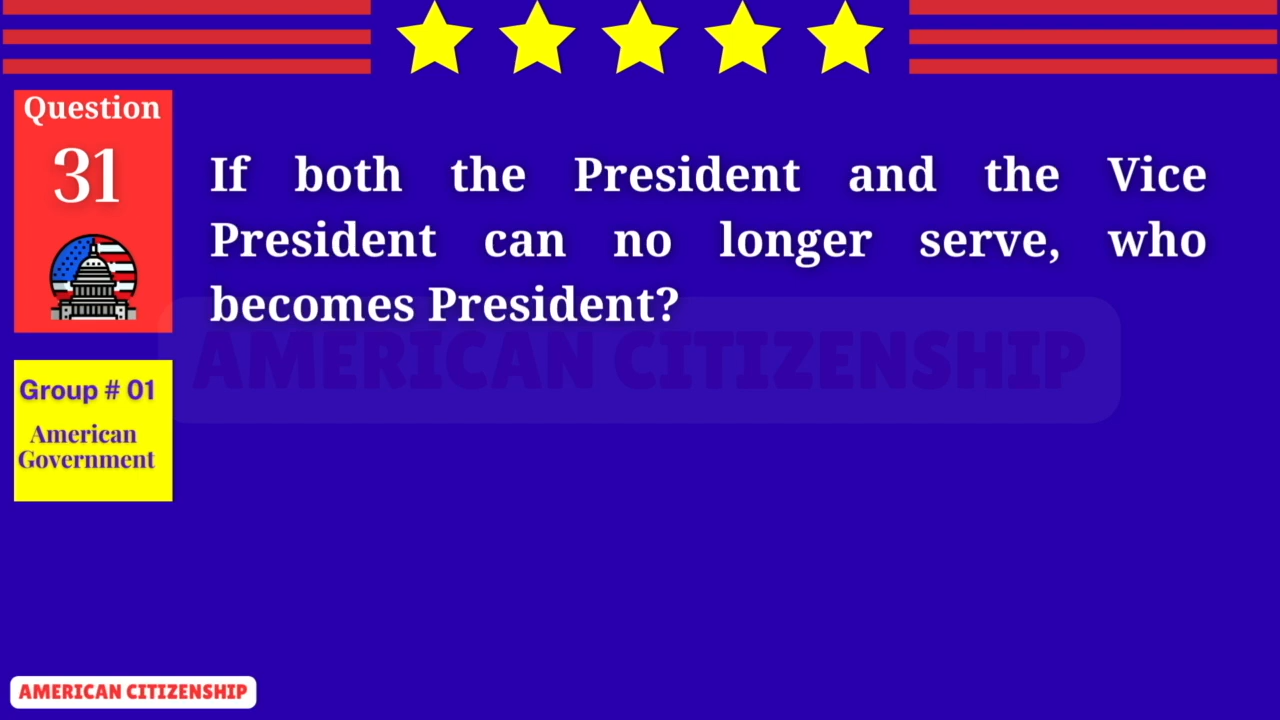 Question
31
If both the President and the Vice
President can no longer serve, who
becomes President?
AMERICAN CITIZENSHIP
Group # 01
American
Government
AMERICAN CITIZENSHIP